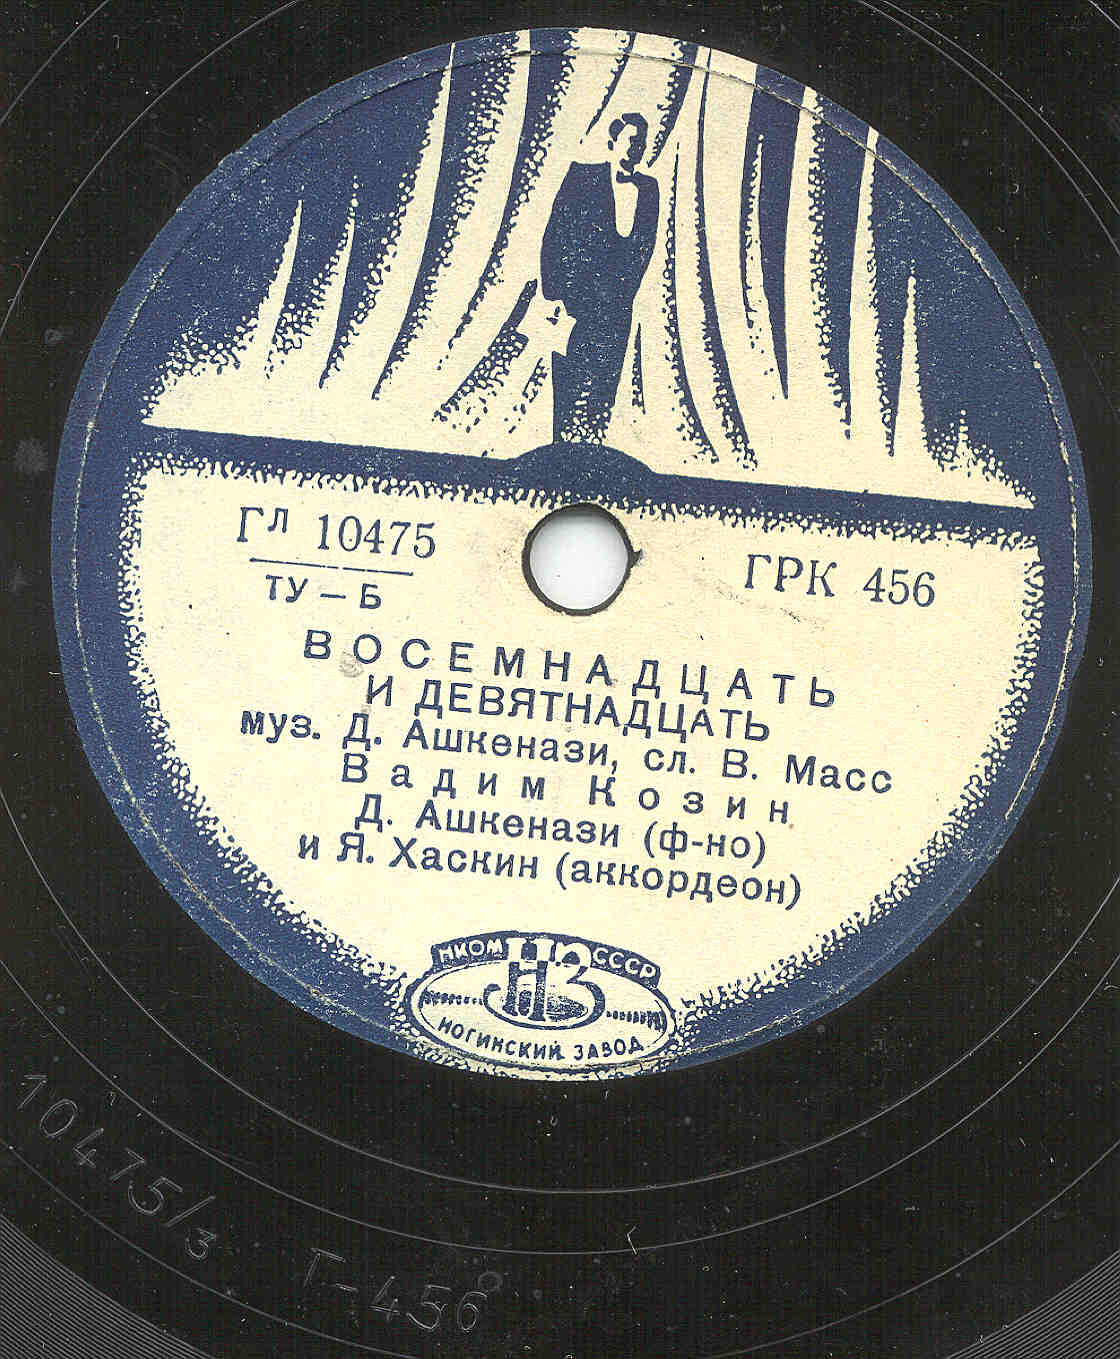 Гл 10475
ГРК 456
ТУ – Б
ВОСЕМНАДЦАТЬ
И ДЕВЯТНАДЦАТЬ
муз. Д. Ашкенази, сл. В. Масс
Вадим Козин
Д. Ашкенази (ф-но)
и Я. Хаскин (аккордеон)
НКОМ НЗ СССР
НОГИНСКИЙ ЗАВОД
10475/3 Т-456